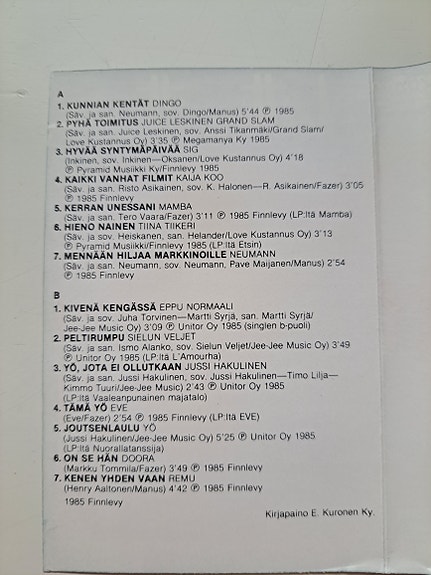 A
1. KUNNIAN KENTÄT DINGO
(Säv. ja san. Neumann, sov. Dingo/Manus) 5'44 ℗ 1985
2. PYHÄ TOIMITUS JUICE LESKINEN GRAND SLAM
(Säv. ja san. Juice Leskinen, sov. Anssi Tikanmäki/Grand Slam/
Love Kustannus Oy) 3'35 ℗ Megamanya Ky 1985
3. HYVÄÄ SYNTYMÄPÄIVÄÄ SIG
(Inkinen, sov. Inkinen—Oksanen/Love Kustannus Oy) 4'18
℗ Pyramid Musiikki Ky/Finnlevy 1985
4. KAIKKI VANHAT FILMIT KAIJA KOO
(Säv. ja san. Risto Asikainen, sov. K. Halonen—R. Asikainen/Fazer) 3'05
℗ 1985 Finnlevy
5. KERRAN UNESSANI MAMBA
(Säv. ja san. Tero Vaara/Fazer) 3'11 ℗ 1985 Finnlevy (LP:ltä Mamba)
6. HIENO NAINEN TIINA TIIKERI
(Säv. ja sov. Heiskanen, san. Helander/Love Kustannus Oy) 3'13
℗ Pyramid Musiikki/Finnlevy 1985 (LP:ltä Etsin)
7. MENNÄÄN HILJAA MARKKINOILLE NEUMANN
(Säv. ja san. Neumann, sov. Neumann, Pave Maijanen/Manus) 2'54
℗ 1985 Finnlevy
B
1. KIVENÄ KENGÄSSÄ EPPU NORMAALI
(Säv. ja sov. Juha Torvinen—Martti Syrjä, san. Martti Syrjä/
Jee-Jee Music Oy) 3'09 ℗ Unitor Oy 1985 (singlen b-puoli)
2. PELTIRUMPU SIELUN VELJET
(Säv. ja san. Ismo Alanko, sov. Sielun Veljet/Jee-Jee Music Oy) 3'49
℗ Unitor Oy 1985 (LP:ltä L'Amourha)
3. YÖ, JOTA EI OLLUTKAAN JUSSI HAKULINEN
(Säv. ja san. Jussi Hakulinen, sov. Jussi Hakulinen—Timo Lilja—
Kimmo Tuuri/Jee-Jee Music) 2'43 ℗ Unitor Oy 1985
(LP:ltä Vaaleanpunainen majatalo)
4. TÄMÄ YÖ EVE
(Eve/Fazer) 2'54 ℗ 1985 Finnlevy (LP:ltä EVE)
5. JOUTSENLAULU YÖ
(Jussi Hakulinen/Jee-Jee Music Oy) 5'25 ℗ Unitor Oy 1985
(LP:ltä Nuorallatanssija)
6. ON SE HÄN DOORA
(Markku Tommila/Fazer) 3'49 ℗ 1985 Finnlevy
7. KENEN YHDEN VAAN REMU
(Henry Aaltonen/Manus) 4'42 ℗ 1985 Finnlevy
1985 Finnlevy
Kirjapaino E. Kuronen Ky.